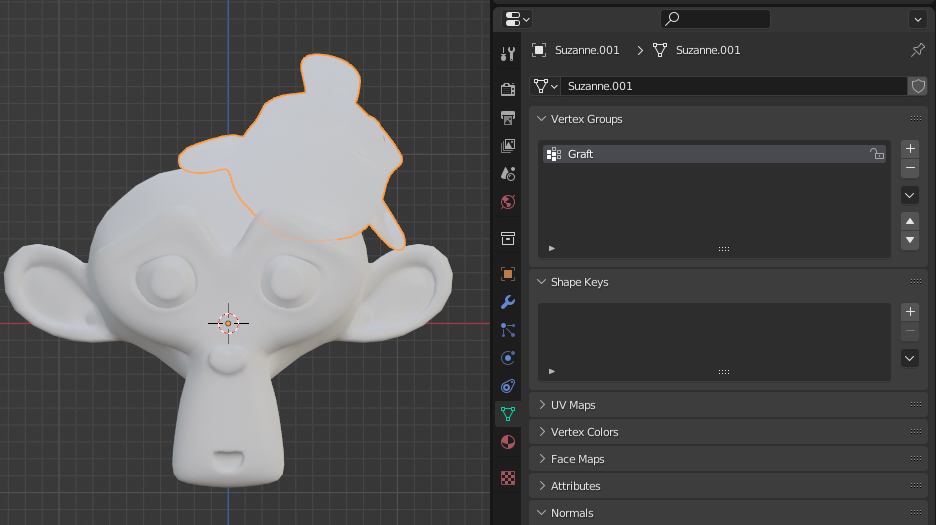 Suzanne.001 Suzanne.001
Suzanne.001
Vertex Groups
Graft
Shape Keys
UV Maps
Vertex Colors
Face Maps
Attributes
Normals